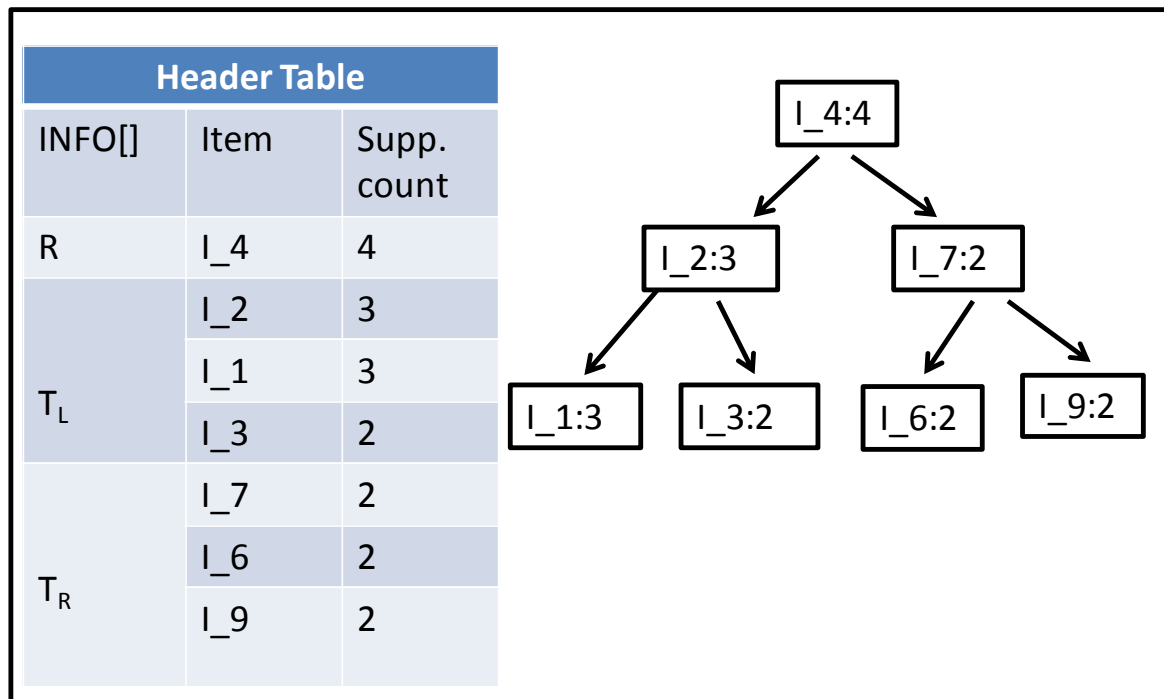 Header Table
INFO[] Item Supp. count
R I_4 4
T_L I_2 3
I_1 3
I_3 2
T_R I_7 2
I_6 2
I_9 2
I_4:4
I_2:3 I_7:2
I_1:3 I_3:2 I_6:2 I_9:2